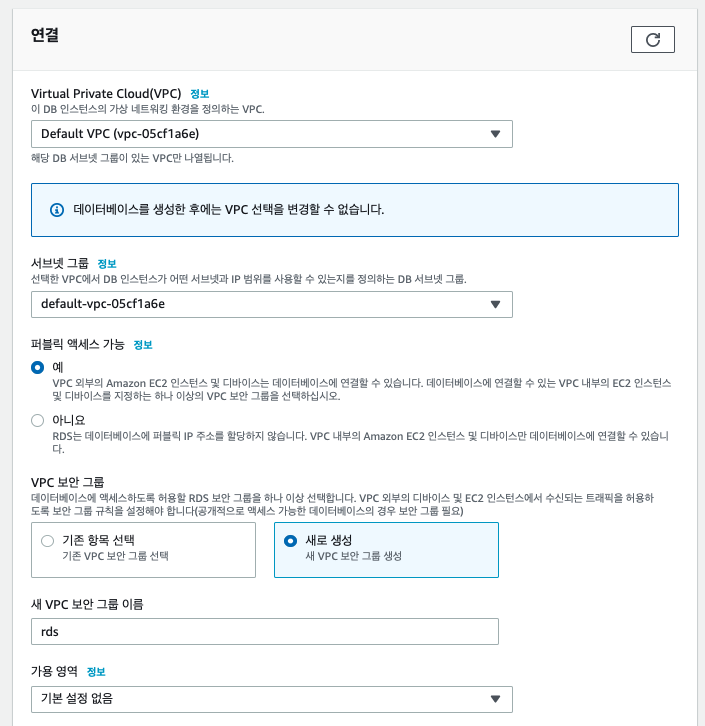 연결
Virtual Private Cloud(VPC) 정보
이 DB 인스턴스의 가상 네트워킹 환경을 정의하는 VPC.
Default VPC (vpc-05cf1a6e)
해당 DB 서브넷 그룹이 있는 VPC만 나열됩니다.
데이터베이스를 생성한 후에는 VPC 선택을 변경할 수 없습니다.
서브넷 그룹 정보
선택한 VPC에서 DB 인스턴스가 어떤 서브넷과 IP 범위를 사용할 수 있는지를 정의하는 DB 서브넷 그룹.
default-vpc-05cf1a6e
퍼블릭 액세스 가능 정보
예
VPC 외부의 Amazon EC2 인스턴스 및 디바이스는 데이터베이스에 연결할 수 있습니다. 데이터베이스에 연결할 수 있는 VPC 내부의 EC2 인스턴스
및 디바이스를 지정하는 하나 이상의 VPC 보안 그룹을 선택하십시오.
아니요
RDS는 데이터베이스에 퍼블릭 IP 주소를 할당하지 않습니다. VPC 내부의 Amazon EC2 인스턴스 및 디바이스만 데이터베이스에 연결할 수 있습니
다.
VPC 보안 그룹
데이터베이스에 액세스하도록 허용할 RDS 보안 그룹을 하나 이상 선택합니다. VPC 외부의 디바이스 및 EC2 인스턴스에서 수신되는 트래픽을 허용하
도록 보안 그룹 규칙을 설정해야 합니다(공개적으로 액세스 가능한 데이터베이스의 경우 보안 그룹 필요)
기존 항목 선택
기존 VPC 보안 그룹 선택
새로 생성
새 VPC 보안 그룹 생성
새 VPC 보안 그룹 이름
rds
가용 영역 정보
기본 설정 없음